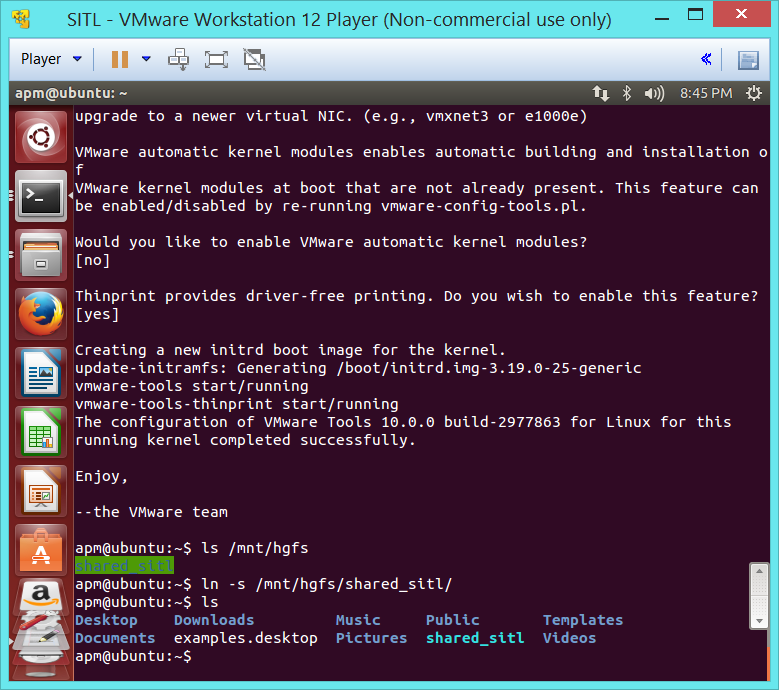 SITL - VMware Workstation 12 Player (Non-commercial use only)
Player
apm@ubuntu: ~
8:45 PM
upgrade to a newer virtual NIC. (e.g., vmxnet3 or e1000e)
VMware automatic kernel modules enables automatic building and installation o
f
VMware kernel modules at boot that are not already present. This feature can
be enabled/disabled by re-running vmware-config-tools.pl.
Would you like to enable VMware automatic kernel modules?
[no]
Thinprint provides driver-free printing. Do you wish to enable this feature?
[yes]
Creating a new initrd boot image for the kernel.
update-initramfs: Generating /boot/initrd.img-3.19.0-25-generic
vmware-tools start/running
vmware-tools-thinprint start/running
The configuration of VMware Tools 10.0.0 build-2977863 for Linux for this
running kernel completed successfully.
Enjoy,
--the VMware team
apm@ubuntu:~$ ls /mnt/hgfs
shared_sitl
apm@ubuntu:~$ ln -s /mnt/hgfs/shared_sitl/
apm@ubuntu:~$ ls
Desktop Downloads Music Public Templates
Documents examples.desktop Pictures shared_sitl Videos
apm@ubuntu:~$